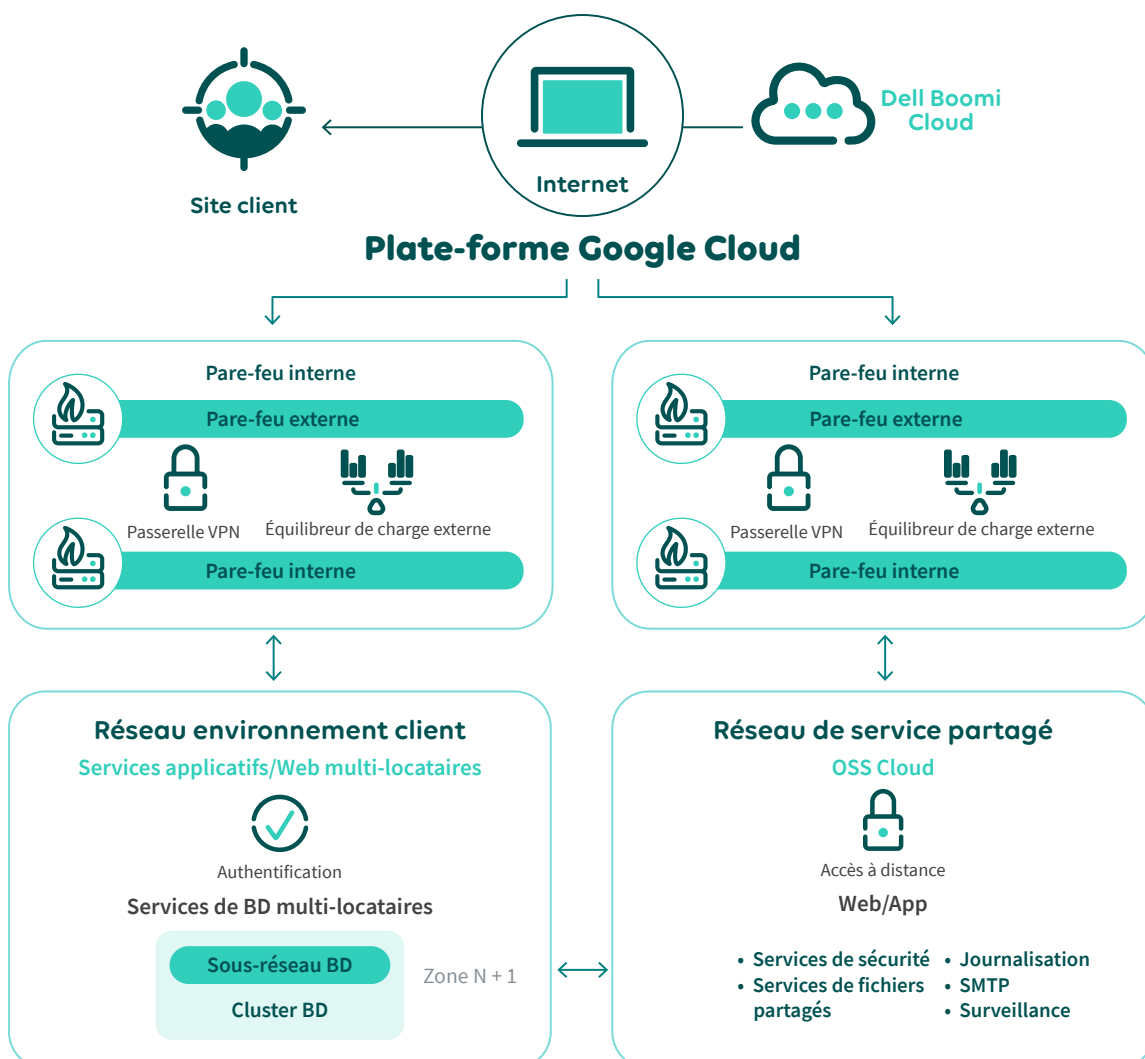 Dell Boomi
Cloud
Internet
Site client
Plate-forme Google Cloud
Pare-feu interne
Pare-feu externe
Passerelle VPN
Équilibreur de charge externe
Pare-feu interne
Pare-feu interne
Pare-feu externe
Passerelle VPN
Équilibreur de charge externe
Pare-feu interne
Réseau environnement client
Services applicatifs/Web multi-locataires
Authentification
Services de BD multi-locataires
Sous-réseau BD
Cluster BD
Zone N + 1
Réseau de service partagé
OSS Cloud
Accès à distance
Web/App
• Services de sécurité
• Services de fichiers
partagés
• Journalisation
• SMTP
• Surveillance